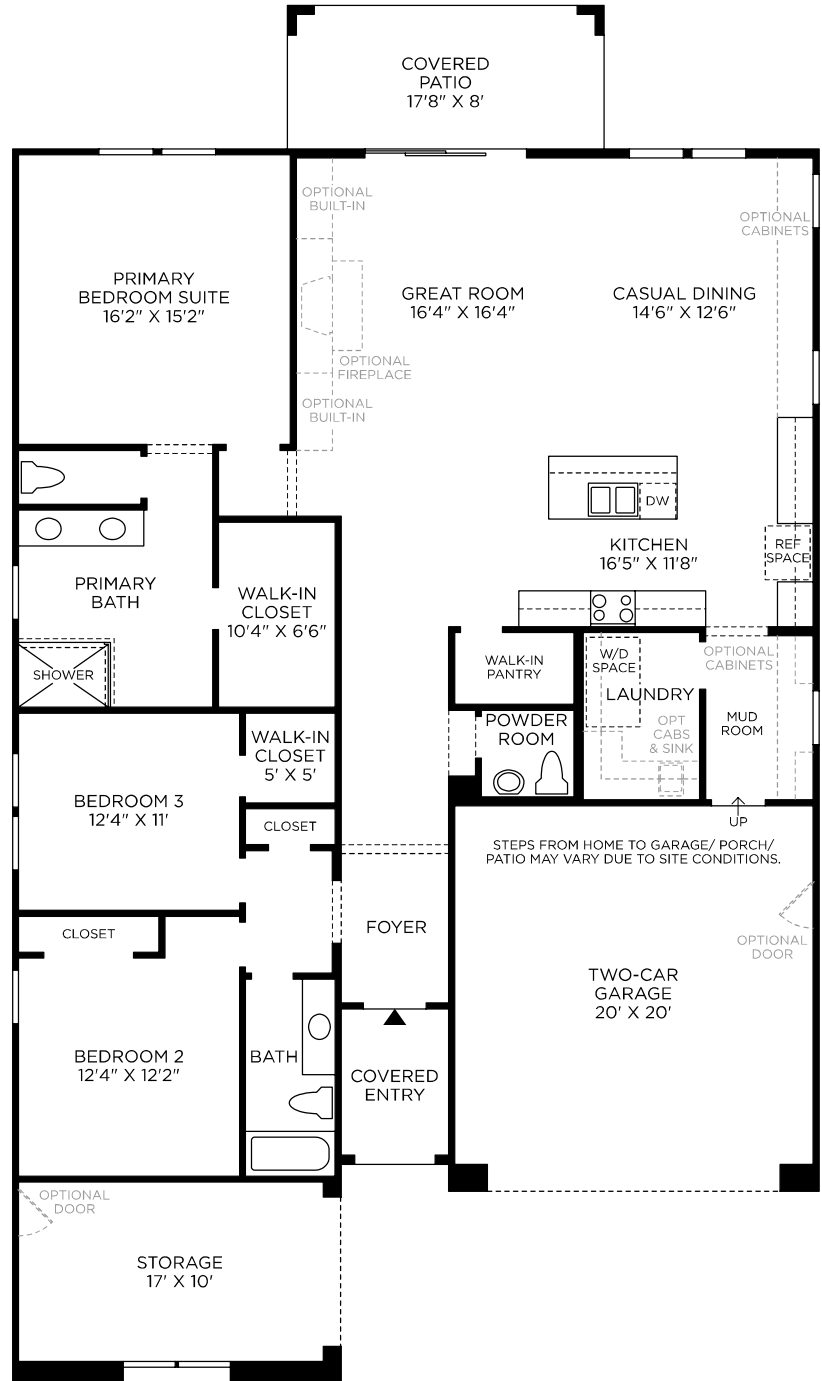 COVERED
PATIO
17'8" X 8'
OPTIONAL
BUILT-IN
OPTIONAL
CABINETS
PRIMARY
BEDROOM SUITE
16'2" X 15'2"
GREAT ROOM
16'4" X 16'4"
CASUAL DINING
14'6" X 12'6"
OPTIONAL
FIREPLACE
OPTIONAL
BUILT-IN
DW
KITCHEN
16'5" X 11'8"
REF
SPACE
PRIMARY
BATH
WALK-IN
CLOSET
10'4" X 6'6"
SHOWER
WALK-IN
PANTRY
W/D
SPACE
LAUNDRY
OPTIONAL
CABINETS
OPT
CABS
& SINK
MUD
ROOM
POWDER
ROOM
WALK-IN
CLOSET
5' X 5'
BEDROOM 3
12'4" X 11'
CLOSET
UP
STEPS FROM HOME TO GARAGE/ PORCH/
PATIO MAY VARY DUE TO SITE CONDITIONS.
CLOSET
FOYER
OPTIONAL
DOOR
TWO-CAR
GARAGE
20' X 20'
BEDROOM 2
12'4" X 12'2"
BATH
COVERED
ENTRY
OPTIONAL
DOOR
STORAGE
17' X 10'